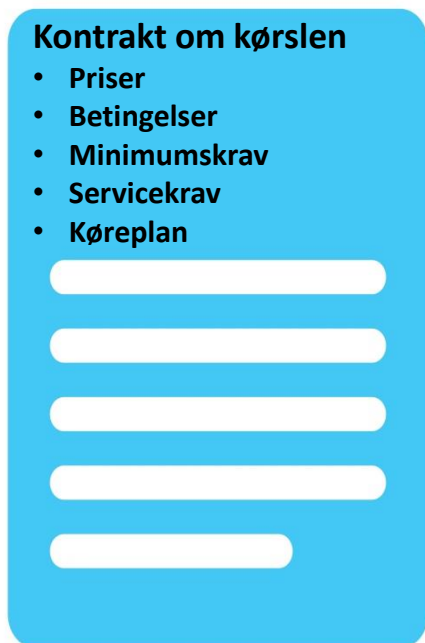 Kontrakt om kørslen
• Priser
• Betingelser
• Minimumskrav
• Servicekrav
• Køreplan